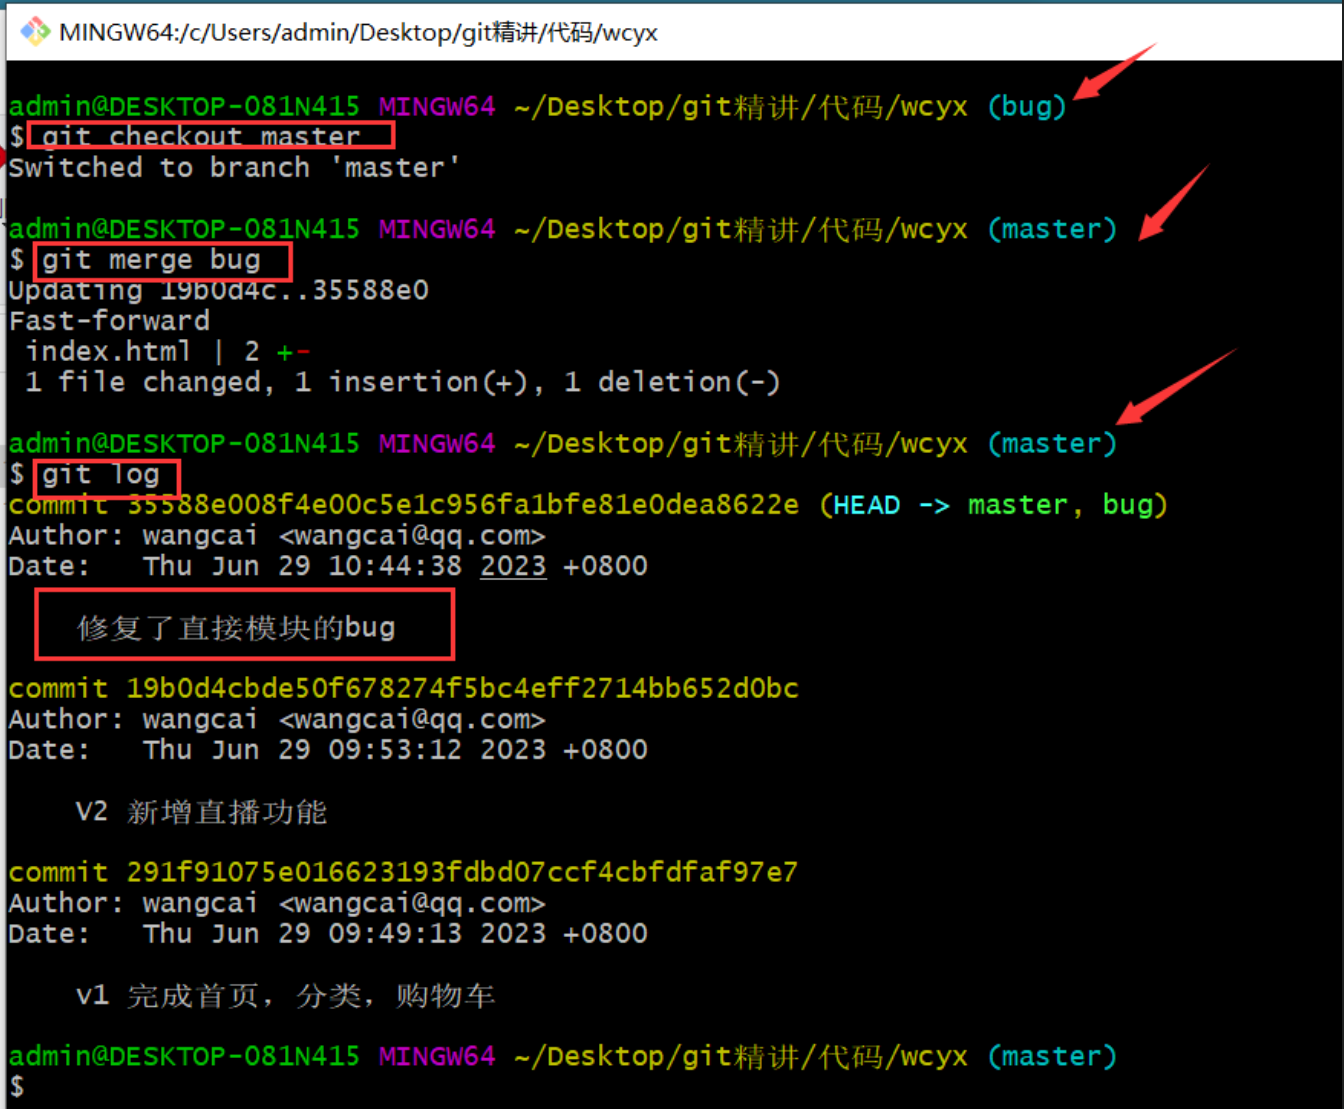 MINGW64:/c/Users/admin/Desktop/git精讲/代码/wcyx
admin@DESKTOP-081N415 MINGW64 ~/Desktop/git精讲/代码/wcyx (bug)
$ git checkout master
Switched to branch 'master'
admin@DESKTOP-081N415 MINGW64 ~/Desktop/git精讲/代码/wcyx (master)
$ git merge bug
Updating 19b0d4c..35588e0
Fast-forward
index.html | 2 +-
1 file changed, 1 insertion(+), 1 deletion(-)
admin@DESKTOP-081N415 MINGW64 ~/Desktop/git精讲/代码/wcyx (master)
$ git log
commit 35588e008f4e00c5e1c956fa1bfe81e0dea8622e (HEAD -> master, bug)
Author: wangcai <wangcai@qq.com>
Date: Thu Jun 29 10:44:38 2023 +0800
修复了直接模块的bug
commit 19b0d4cbde50f678274f5bc4eff2714bb652d0bc
Author: wangcai <wangcai@qq.com>
Date: Thu Jun 29 09:53:12 2023 +0800
V2 新增直播功能
commit 291f91075e016623193fdbd07ccf4cbfdfaf97e7
Author: wangcai <wangcai@qq.com>
Date: Thu Jun 29 09:49:13 2023 +0800
v1 完成首页，分类，购物车
admin@DESKTOP-081N415 MINGW64 ~/Desktop/git精讲/代码/wcyx (master)
$